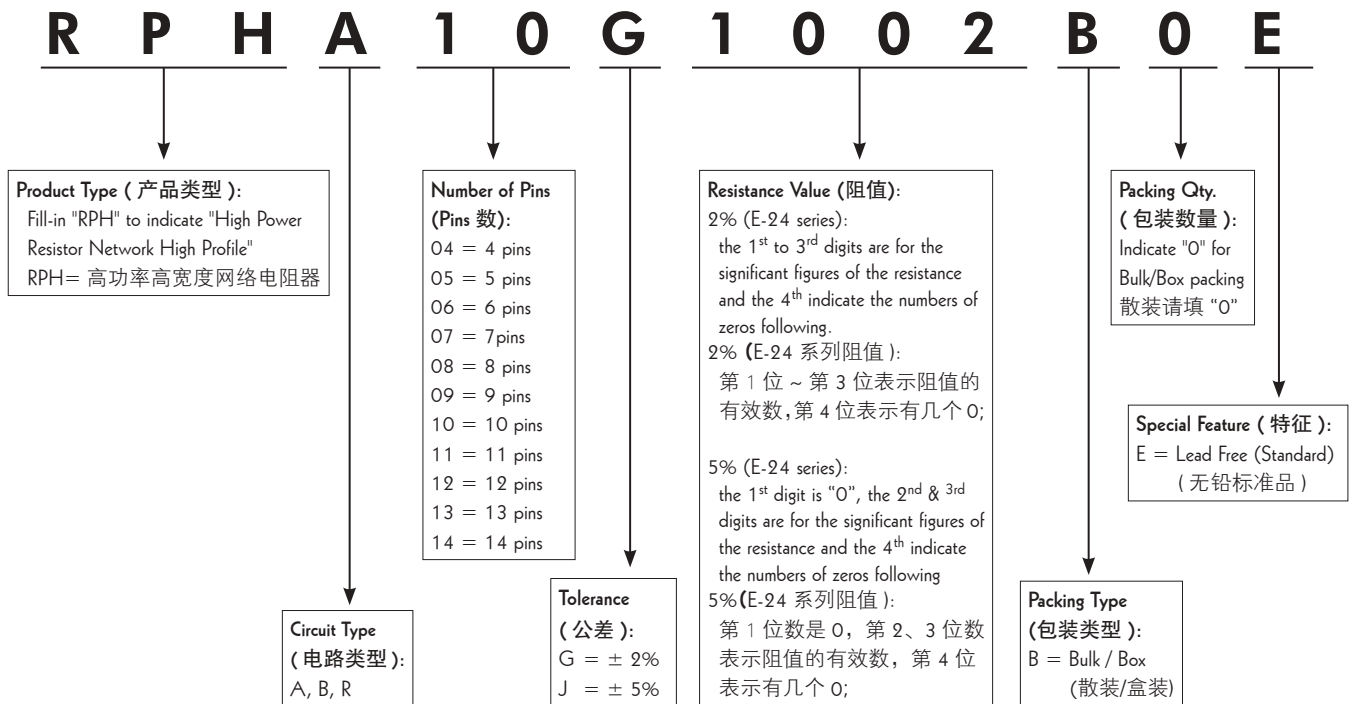 R P H A 1 0 G 1 0 0 2 B 0 E
Product Type ( 产品类型 ):
Fill-in "RPH" to indicate "High Power
Resistor Network High Profile"
RPH= 高功率高宽度网络电阻器
Circuit Type
( 电路类型 ):
A, B, R
Number of Pins
(Pins 数):
04 = 4 pins
05 = 5 pins
06 = 6 pins
07 = 7pins
08 = 8 pins
09 = 9 pins
10 = 10 pins
11 = 11 pins
12 = 12 pins
13 = 13 pins
14 = 14 pins
Tolerance
( 公差 ):
G = ± 2%
J = ± 5%
Resistance Value (阻值):
2% (E-24 series):
the 1st to 3rd digits are for the
significant figures of the resistance
and the 4th indicate the numbers of
zeros following.
2% (E-24 系列阻值 ):
第 1 位 ~ 第 3 位表示阻值的
有效数，第 4 位表示有几个 0;
5% (E-24 series):
the 1st digit is “0”, the 2nd & 3rd
digits are for the significant figures of
the resistance and the 4th indicate
the numbers of zeros following
5%(E-24 系列阻值 ):
第 1 位数是 0，第 2、3 位数
表示阻值的有效数，第 4 位
表示有几个 0;
Packing Type
(包装类型):
B = Bulk / Box
(散装/盒装)
Packing Qty.
( 包装数量 ):
Indicate "0" for
Bulk/Box packing
散装请填 “0”
Special Feature ( 特征 ):
E = Lead Free (Standard)
( 无铅标准品 )